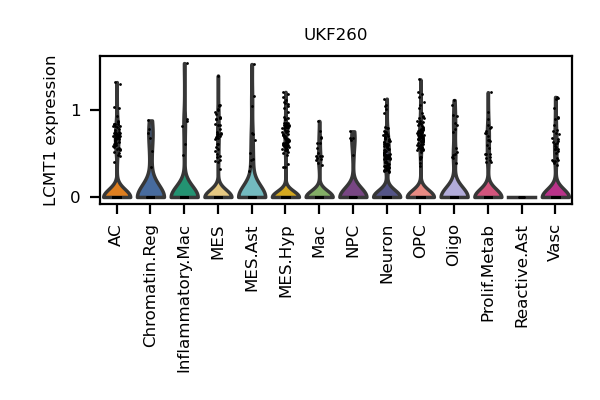 UKF260
LCMT1 expression
1
0
AC
Chromatin.Reg
Inflammatory.Mac
MES
MES.Ast
MES.Hyp
Mac
NPC
Neuron
OPC
Oligo
Prolif.Metab
Reactive.Ast
Vasc